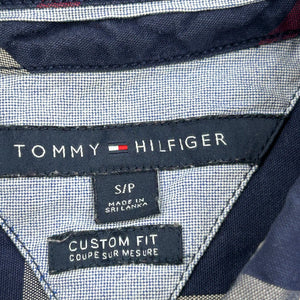 TOMMY HILFIGER
S/P
MADE IN
SRI LANKA
CUSTOM FIT
COUPE SUR MESURE